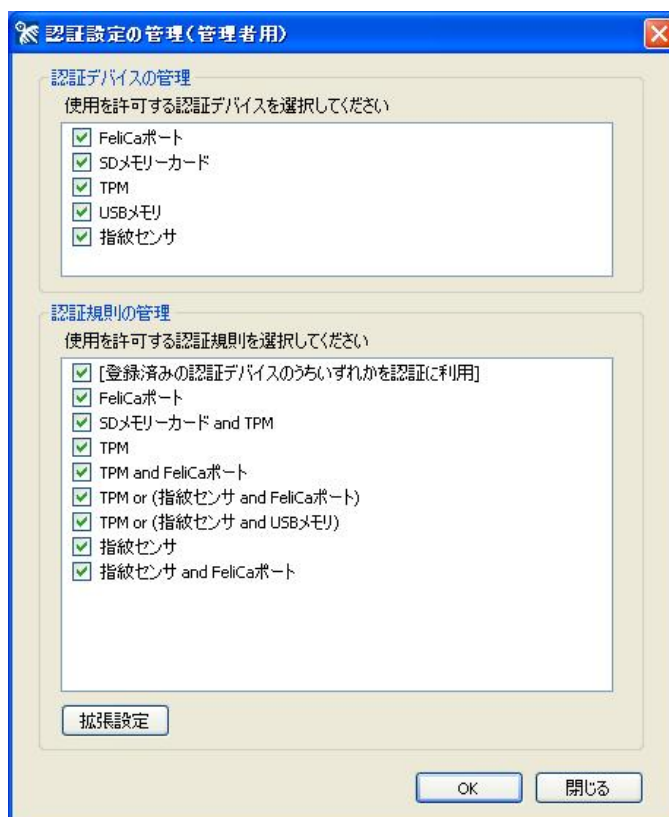 認証設定の管理(管理者用)
認証デバイスの管理
使用を許可する認証デバイスを選択してください
FeliCaポート
SDメモリーカード
TPM
USBメモリ
指紋センサ
認証規則の管理
使用を許可する認証規則を選択してください
[登録済みの認証デバイスのうちいずれかを認証に利用]
FeliCaポート
SDメモリーカード and TPM
TPM
TPM and FeliCaポート
TPM or (指紋センサ and FeliCaポート)
TPM or (指紋センサ and USBメモリ)
指紋センサ
指紋センサ and FeliCaポート
拡張設定
OK 閉じる